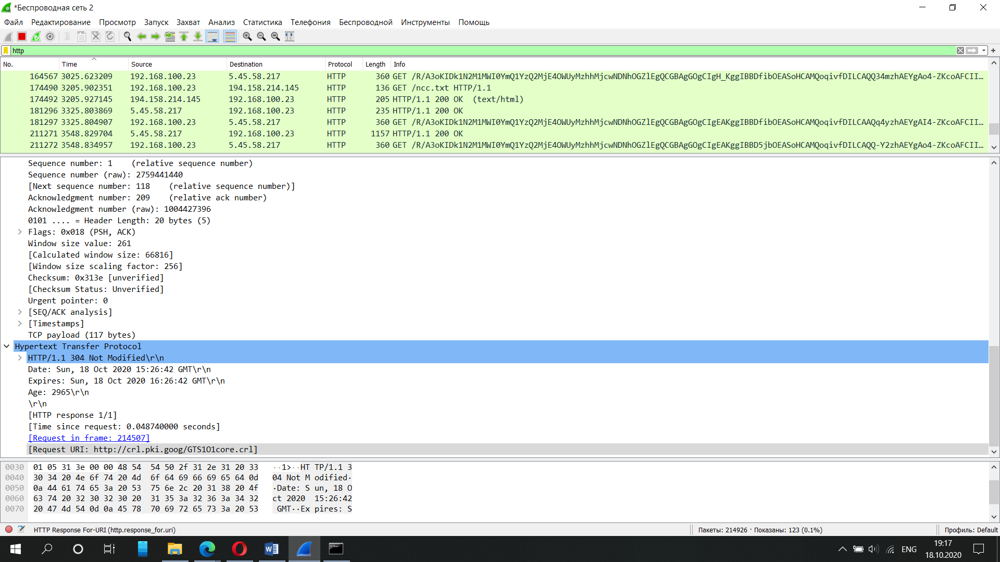 *Беспроводная сеть 2
Файл Редактирование Просмотр Запуск Захват Анализ Статистика Телефония Беспроводной Инструменты Помощь
http
No. Time Source Destination Protocol Length Info
164567 3025.623209 192.168.100.23 5.45.58.217 HTTP 360 GET /R/A3oKIDk1N2M1MWI0YmQ1YzQ2MjE4OWUyMzhhMjcwNDNhOGZlEgQCGBAgGOgCIgH_KggIBBDfibOEASoHCAMQoqivfDILCAQQ34mzhAEYgAo4-ZKcoAFCII…
174490 3205.902351 192.168.100.23 194.158.214.145 HTTP 136 GET /ncc.txt HTTP/1.1
174492 3205.927145 194.158.214.145 192.168.100.23 HTTP 205 HTTP/1.1 200 OK (text/html)
181296 3325.803869 5.45.58.217 192.168.100.23 HTTP 235 HTTP/1.1 200 OK
181297 3325.804907 192.168.100.23 5.45.58.217 HTTP 360 GET /R/A3oKIDk1N2M1MWI0YmQ1YzQ2MjE4OWUyMzhhMjcwNDNhOGZlEgQCGBAgGOgCIgEAKggIBBDfibOEASoHCAMQoqivfDILCAAQq4yzhAEYgAI4-ZKcoAFCII…
211271 3548.829704 5.45.58.217 192.168.100.23 HTTP 1157 HTTP/1.1 200 OK
211272 3548.834957 192.168.100.23 5.45.58.217 HTTP 360 GET /R/A3oKIDk1N2M1MWI0YmQ1YzQ2MjE4OWUyMzhhMjcwNDNhOGZlEgQCGBAgGOgCIgEAKggIBBD5jbOEASoHCAMQoqivfDILCAQQ-Y2zhAEYgAo4-ZKcoAFCII…
Sequence number: 1 (relative sequence number)
Sequence number (raw): 2759441440
[Next sequence number: 118 (relative sequence number)]
Acknowledgment number: 209 (relative ack number)
Acknowledgment number (raw): 1004427396
0101 .... = Header Length: 20 bytes (5)
Flags: 0x018 (PSH, ACK)
Window size value: 261
[Calculated window size: 66816]
[Window size scaling factor: 256]
Checksum: 0x313e [unverified]
[Checksum Status: Unverified]
Urgent pointer: 0
[SEQ/ACK analysis]
[Timestamps]
TCP payload (117 bytes)
Hypertext Transfer Protocol
HTTP/1.1 304 Not Modified\r\n
Date: Sun, 18 Oct 2020 15:26:42 GMT\r\n
Expires: Sun, 18 Oct 2020 16:26:42 GMT\r\n
Age: 2965\r\n
\r\n
[HTTP response 1/1]
[Time since request: 0.048740000 seconds]
[Request in frame: 214507]
[Request URI: http://crl.pki.goog/GTS1O1core.crl]
0030 01 05 31 3e 00 00 48 54 54 50 2f 31 2e 31 20 33 ··1>··HT TP/1.1 3
0040 30 34 20 4e 6f 74 20 4d 6f 64 69 66 69 65 64 0d 04 Not M odified·
0050 0a 44 61 74 65 3a 20 53 75 6e 2c 20 31 38 20 4f ·Date: S un, 18 O
0060 63 74 20 32 30 32 30 20 31 35 3a 32 36 3a 34 32 ct 2020 15:26:42
0070 20 47 4d 54 0d 0a 45 78 70 69 72 65 73 3a 20 53 GMT··Ex pires: S
HTTP Response For-URI (http.response_for.uri) Пакеты: 214926 · Показаны: 123 (0.1%) Профиль: Default
ENG 19:17
18.10.2020